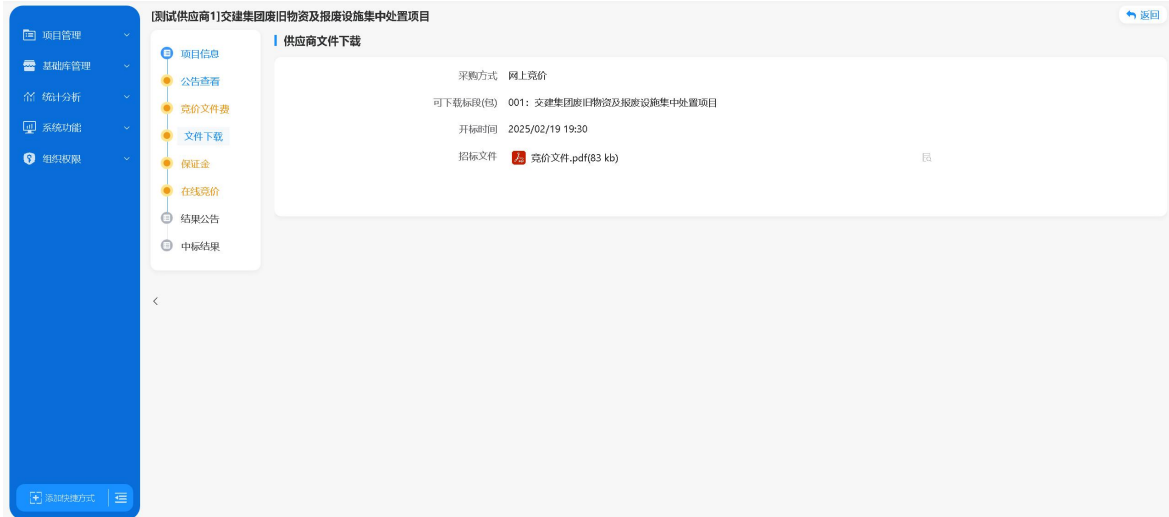 [测试供应商1]交建集团废旧物资及报废设施集中处置项目
返回
项目管理
基础库管理
统计分析
系统功能
组织权限
添加快捷方式
项目信息
公告查看
竞价文件费
文件下载
保证金
在线竞价
结果公告
中标结果
供应商文件下载
采购方式 网上竞价
可下载标段(包) 001：交建集团废旧物资及报废设施集中处置项目
开标时间 2025/02/19 19:30
招标文件 竞价文件.pdf(83 kb)